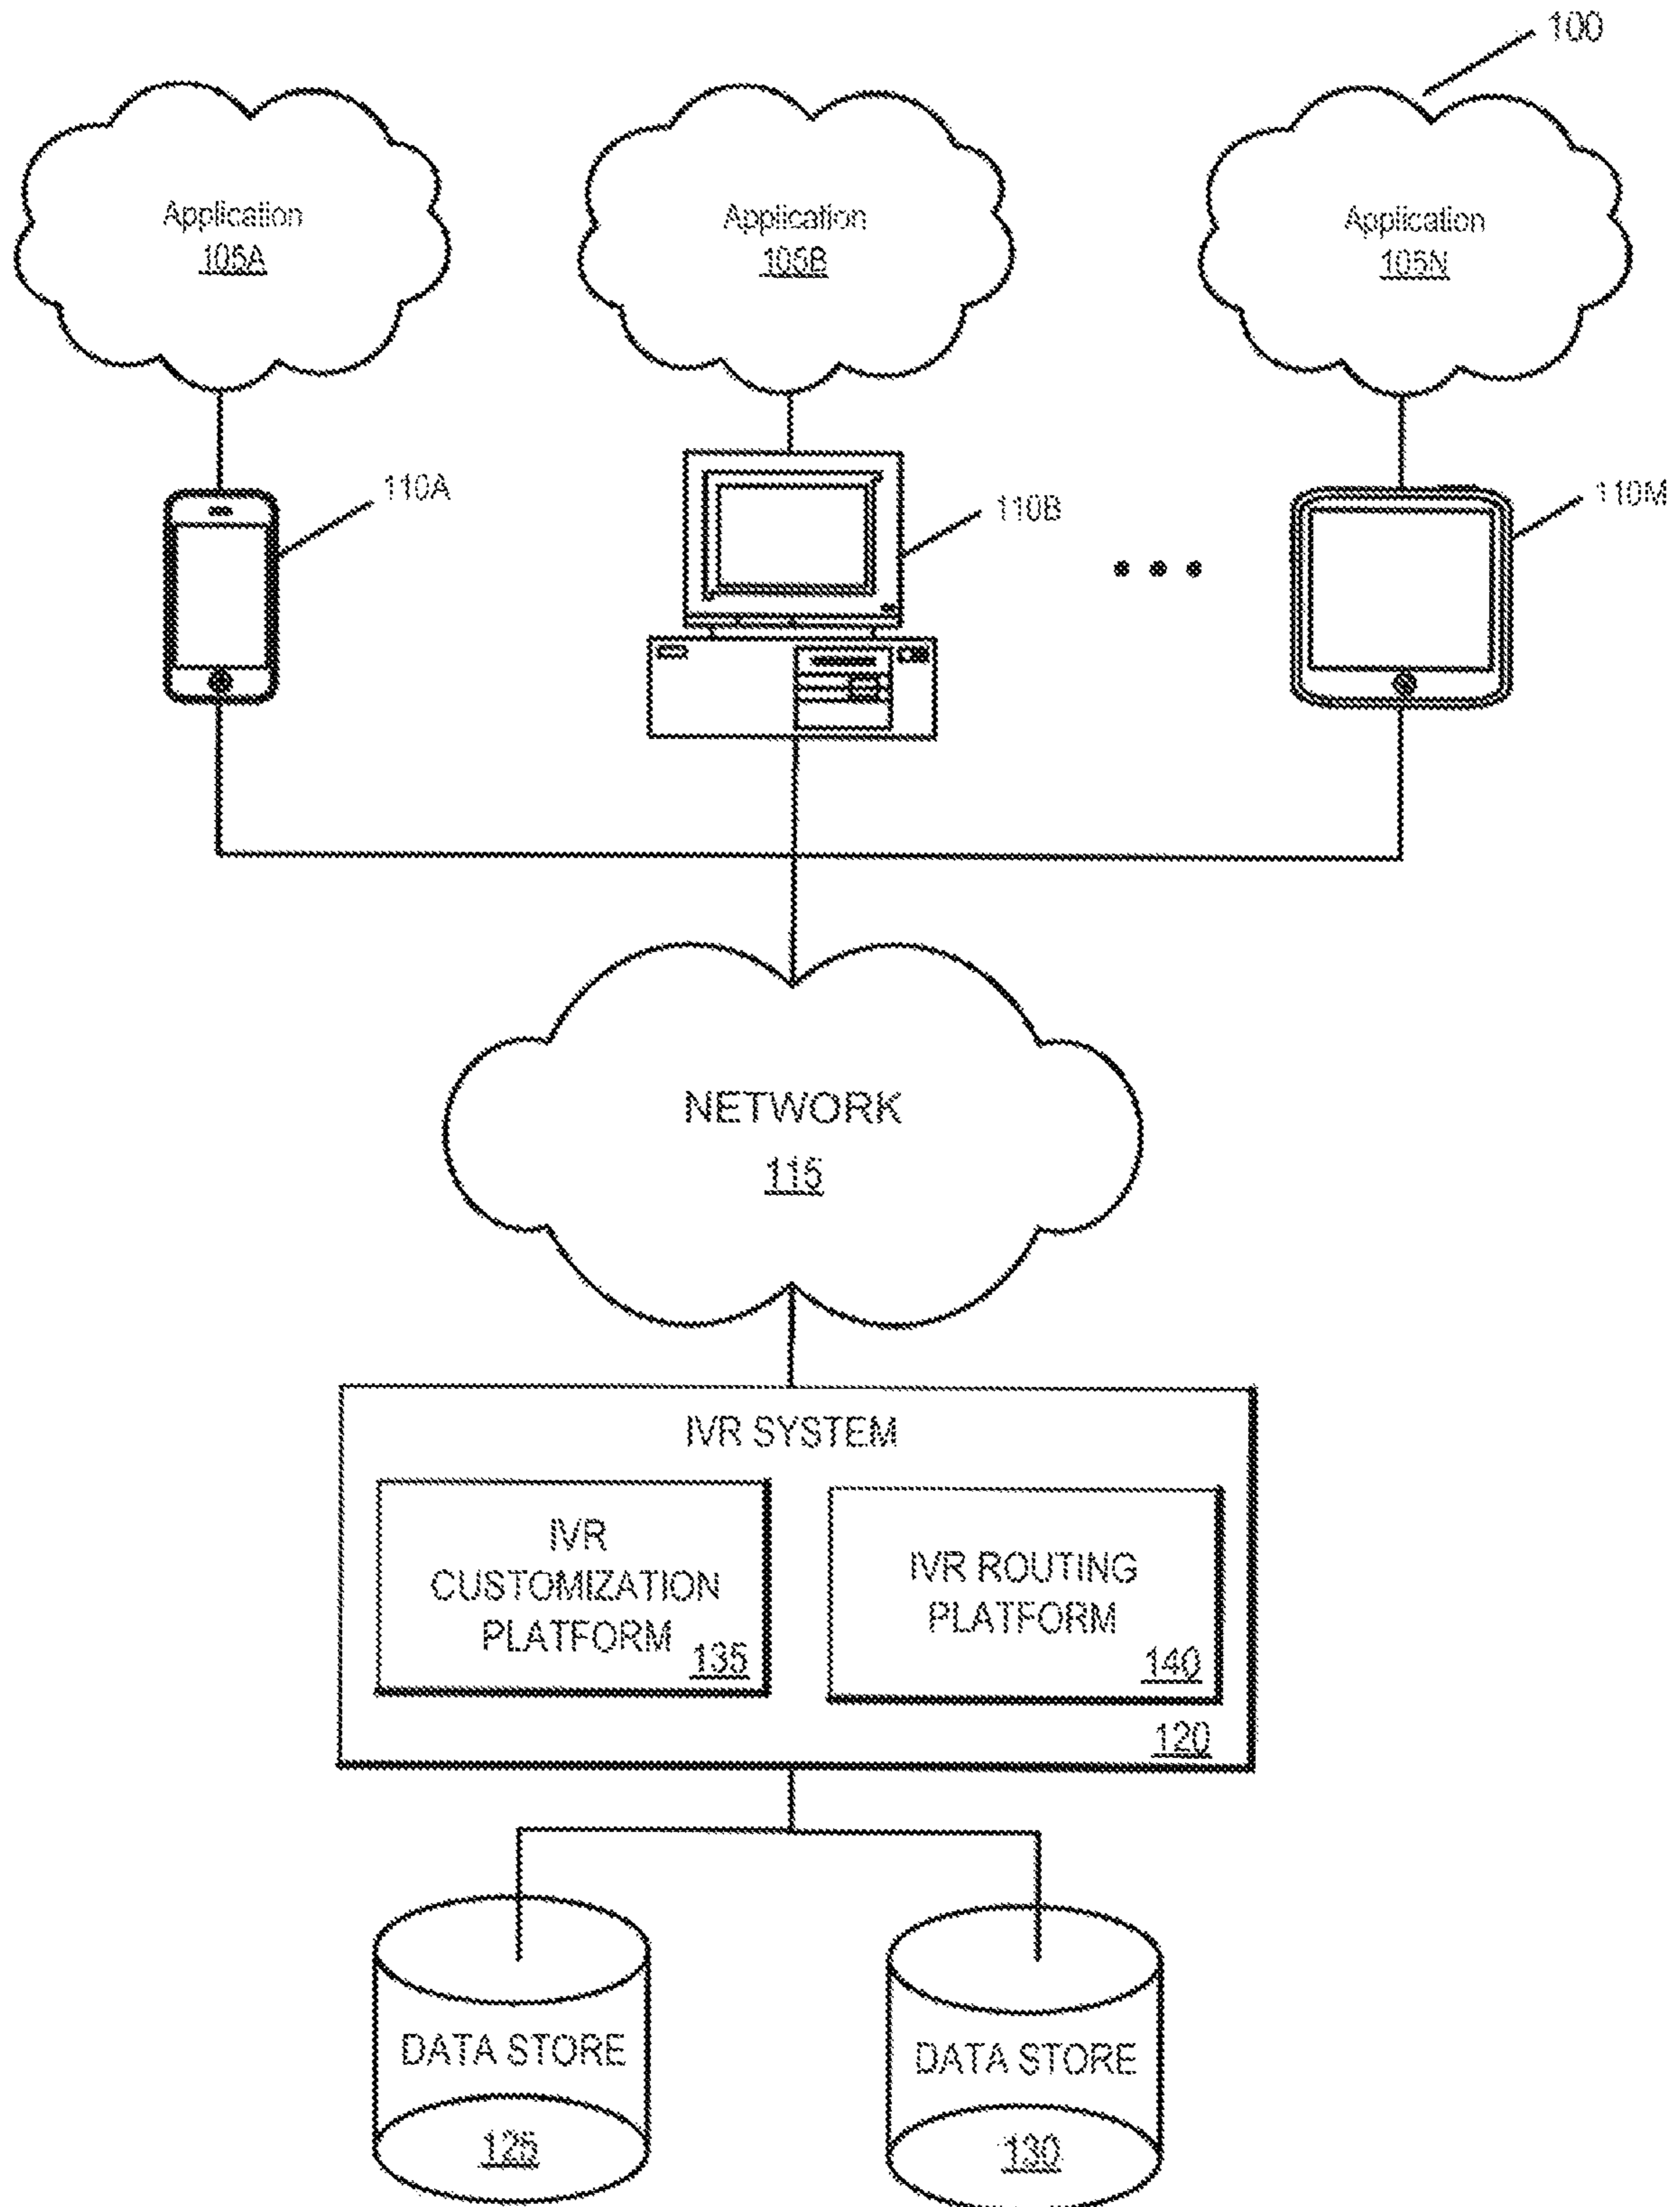 100
Application
105A
Application
105B
Application
105N
110A
110B
110M
NETWORK
115
IVR SYSTEM
IVR
CUSTOMIZATION
PLATFORM
135
IVR ROUTING
PLATFORM
140
120
DATA STORE
125
DATA STORE
130